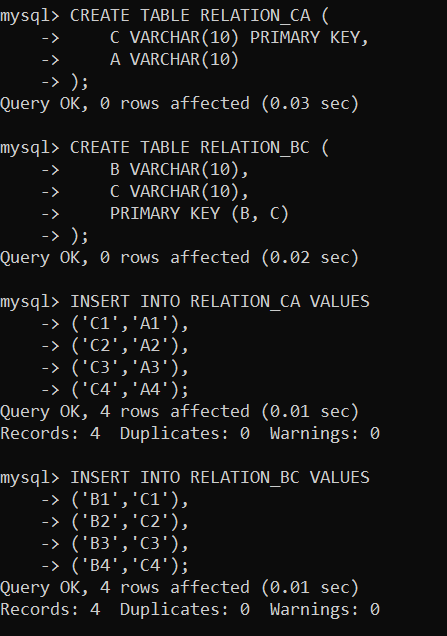 mysql> CREATE TABLE RELATION_CA (
    ->     C VARCHAR(10) PRIMARY KEY,
    ->     A VARCHAR(10)
    -> );
Query OK, 0 rows affected (0.03 sec)

mysql> CREATE TABLE RELATION_BC (
    ->     B VARCHAR(10),
    ->     C VARCHAR(10),
    ->     PRIMARY KEY (B, C)
    -> );
Query OK, 0 rows affected (0.02 sec)

mysql> INSERT INTO RELATION_CA VALUES
    -> ('C1','A1'),
    -> ('C2','A2'),
    -> ('C3','A3'),
    -> ('C4','A4');
Query OK, 4 rows affected (0.01 sec)
Records: 4  Duplicates: 0  Warnings: 0

mysql> INSERT INTO RELATION_BC VALUES
    -> ('B1','C1'),
    -> ('B2','C2'),
    -> ('B3','C3'),
    -> ('B4','C4');
Query OK, 4 rows affected (0.01 sec)
Records: 4  Duplicates: 0  Warnings: 0